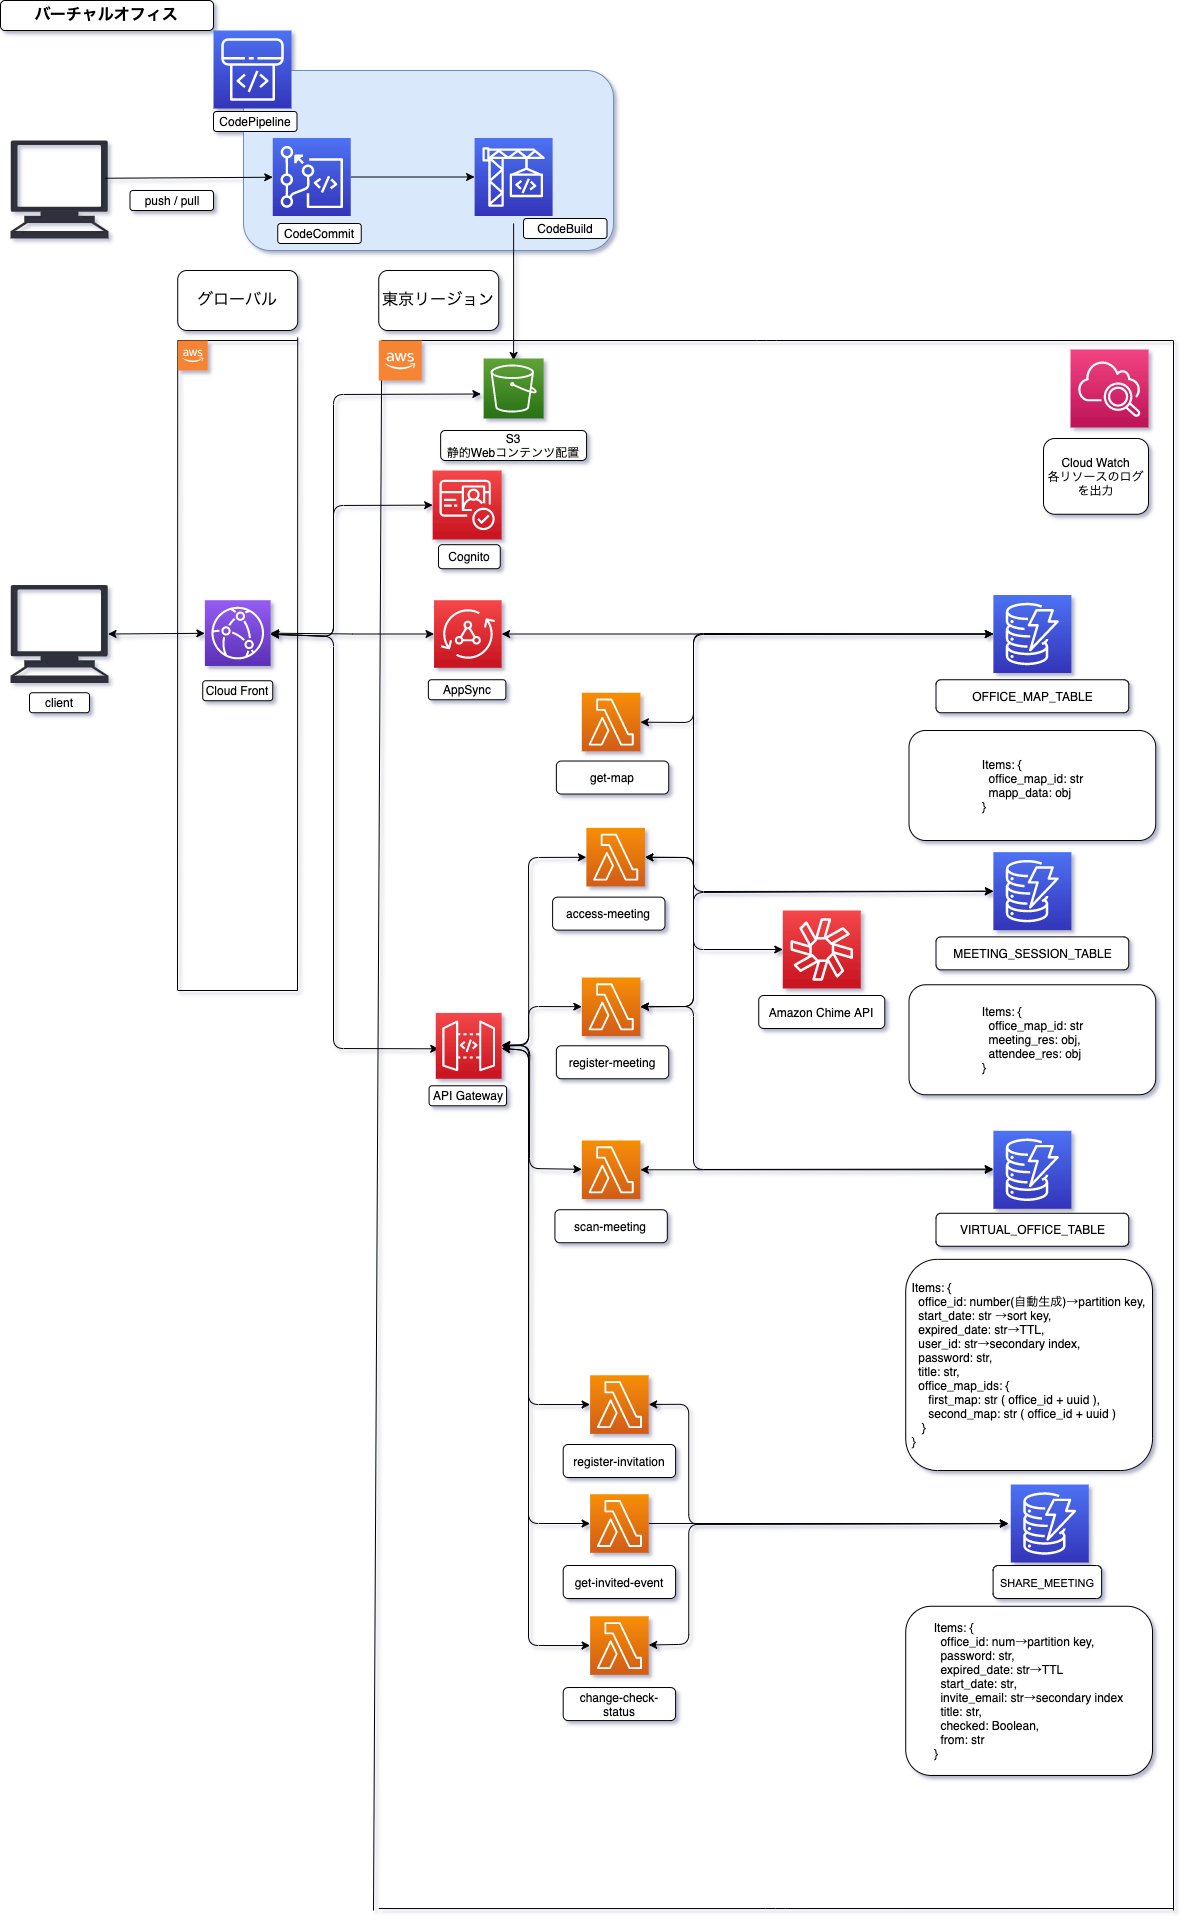 バーチャルオフィス
CodePipeline
push / pull
CodeCommit
CodeBuild
グローバル
東京リージョン
aws
aws
S3
静的Webコンテンツ配置
Cloud Watch
各リソースのログ
を出力
Cognito
client
Cloud Front
AppSync
OFFICE_MAP_TABLE
get-map
Items: {
office_map_id: str
mapp_data: obj
}
access-meeting
MEETING_SESSION_TABLE
Amazon Chime API
Items: {
office_map_id: str
meeting_res: obj,
attendee_res: obj
}
register-meeting
API Gateway
scan-meeting
VIRTUAL_OFFICE_TABLE
Items: {
office_id: number(自動生成)→partition key,
start_date: str →sort key,
expired_date: str→TTL,
user_id: str→secondary index,
password: str,
title: str,
office_map_ids: {
first_map: str ( office_id + uuid ),
second_map: str ( office_id + uuid )
}
}
register-invitation
get-invited-event
SHARE_MEETING
Items: {
office_id: num→partition key,
password: str,
expired_date: str→TTL
start_date: str,
invite_email: str→secondary index
title: str,
checked: Boolean,
from: str
}
change-check-
status